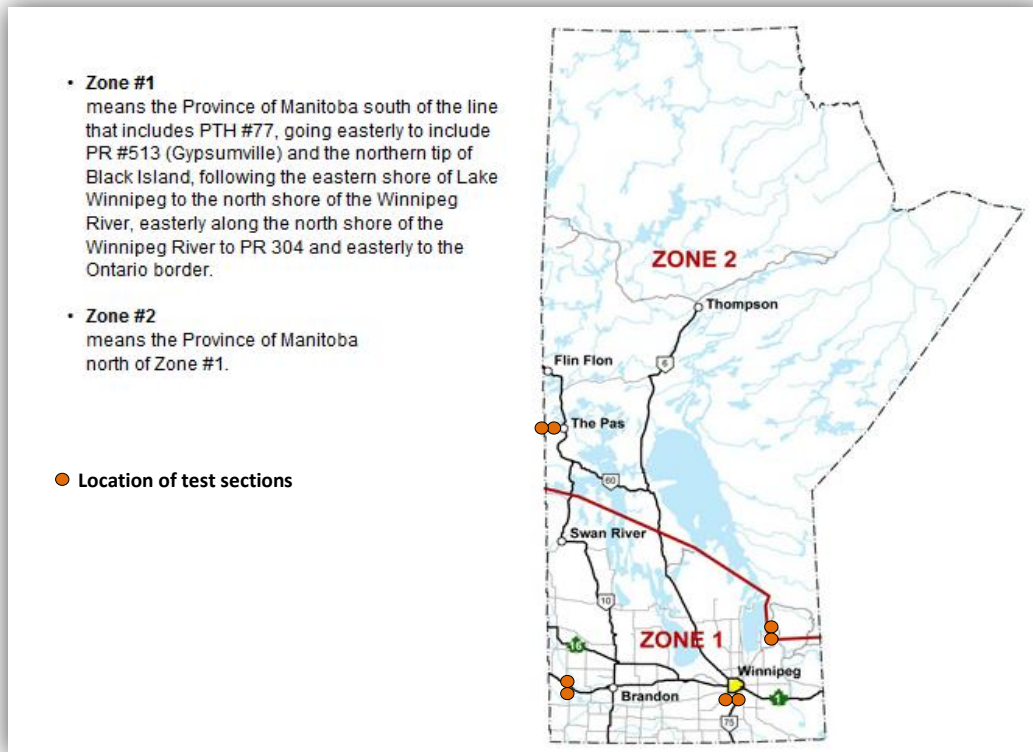 • Zone #1
means the Province of Manitoba south of the line
that includes PTH #77, going easterly to include
PR #513 (Gypsumville) and the northern tip of
Black Island, following the eastern shore of Lake
Winnipeg to the north shore of the Winnipeg
River, easterly along the north shore of the
Winnipeg River to PR 304 and easterly to the
Ontario border.
• Zone #2
means the Province of Manitoba
north of Zone #1.
Location of test sections
ZONE 2
Thompson
Flin Flon
6
The Pas
60
Swan River
10
ZONE 1
16
Winnipeg
Brandon
1
75